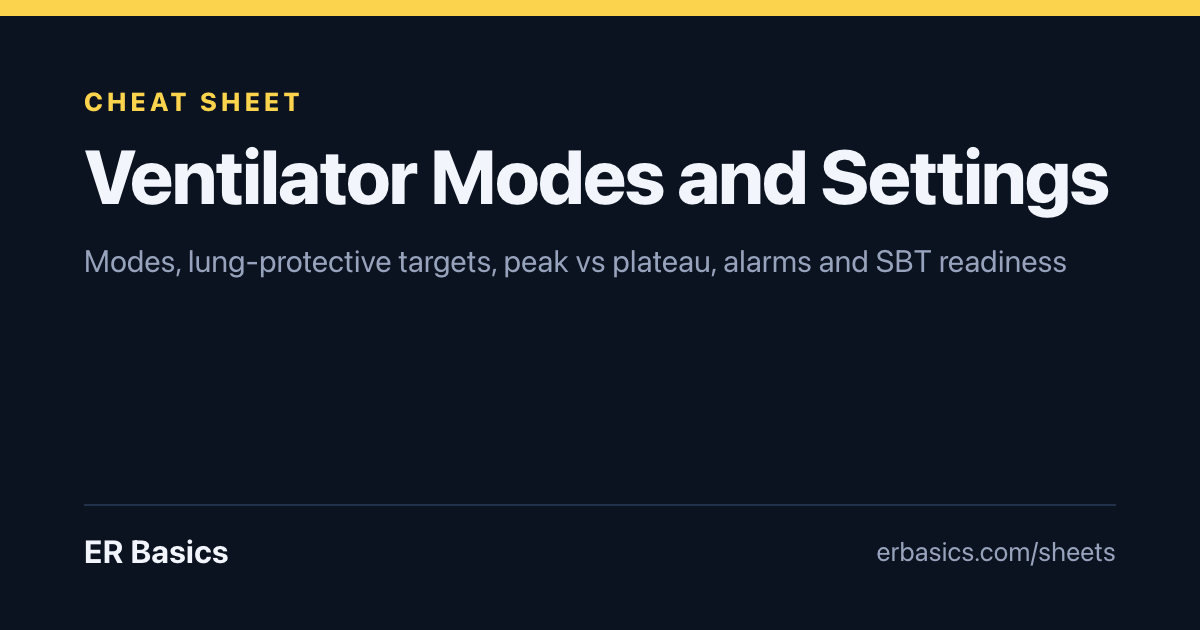 CHEAT SHEET
Ventilator Modes and Settings
Modes, lung-protective targets, peak vs plateau, alarms and SBT readiness
ER Basics
erbasics.com/sheets